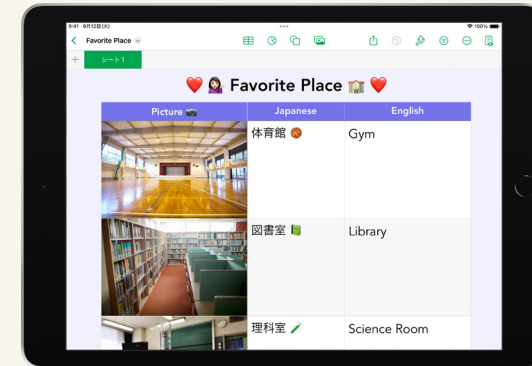 9:41 9月12日(火)
100%
Favorite Place
シート1
❤️ 💁🏻‍♀️ Favorite Place 🏫 ❤️
Picture 📷 Japanese English
体育館 🏀 Gym
図書室 📗 Library
理科室 🧪 Science Room